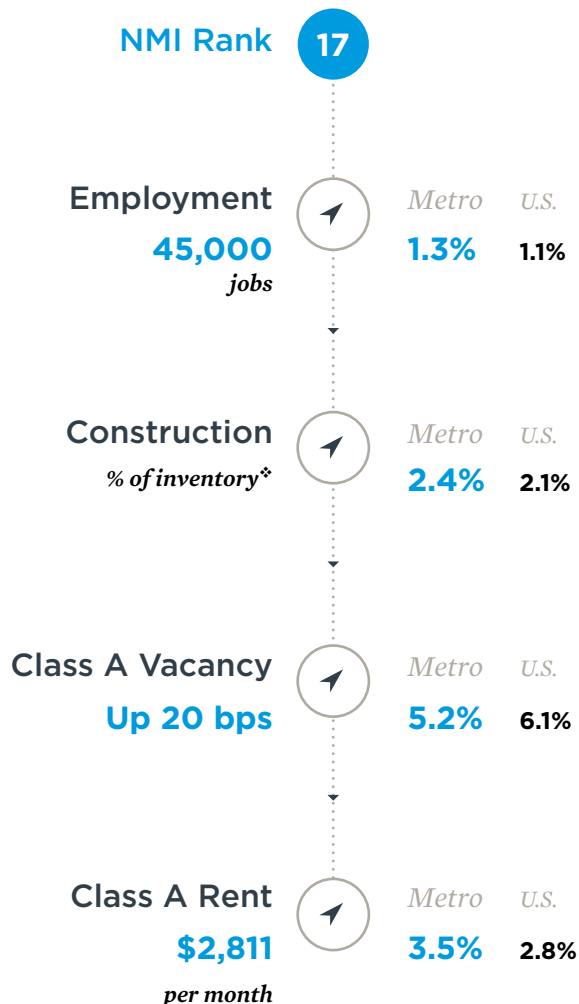 NMI Rank 17
Employment Metro U.S.
45,000 1.3% 1.1%
jobs
Construction Metro U.S.
% of inventory❖ 2.4% 2.1%
Class A Vacancy Metro U.S.
Up 20 bps 5.2% 6.1%
Class A Rent Metro U.S.
$2,811 3.5% 2.8%
per month